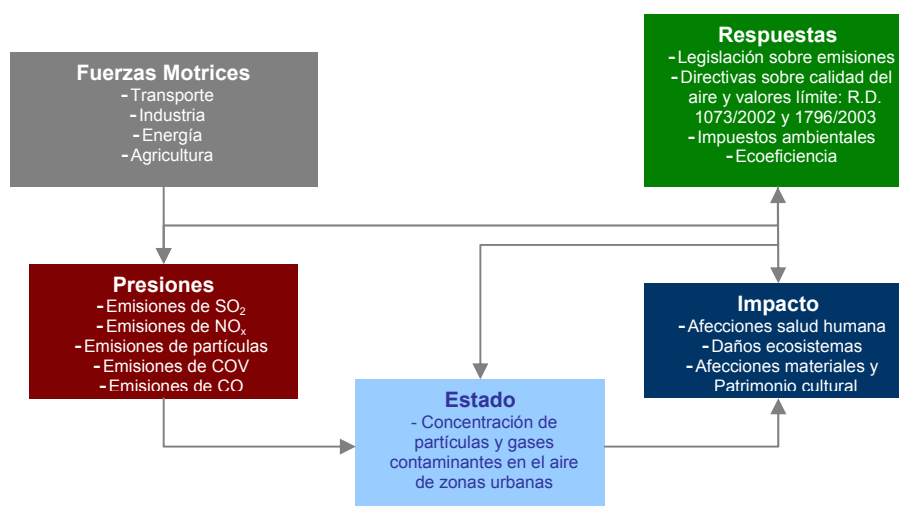 Fuerzas Motrices
-Transporte
-Industria
-Energía
-Agricultura
Respuestas
-Legislación sobre emisiones
-Directivas sobre calidad del
aire y valores límite: R.D.
1073/2002 y 1796/2003
-Impuestos ambientales
-Ecoeficiencia
Presiones
-Emisiones de SO₂
-Emisiones de NOₓ
-Emisiones de partículas
-Emisiones de COV
-Emisiones de CO
Impacto
-Afecciones salud humana
-Daños ecosistemas
-Afecciones materiales y
Patrimonio cultural
Estado
- Concentración de
partículas y gases
contaminantes en el aire
de zonas urbanas